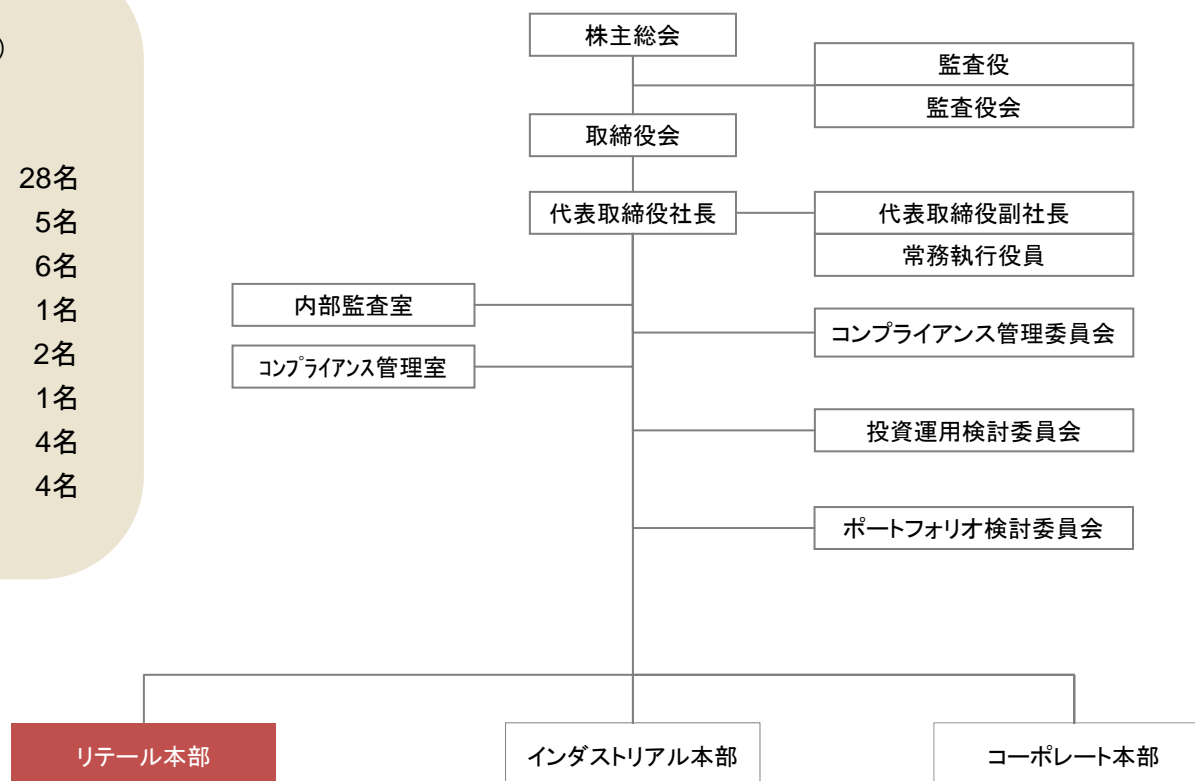 )
28名
5名
6名
1名
2名
1名
4名
4名
株主総会
監査役
監査役会
取締役会
代表取締役社長
代表取締役副社長
常務執行役員
内部監査室
コンプライアンス管理委員会
コンプライアンス管理室
投資運用検討委員会
ポートフォリオ検討委員会
リテール本部
インダストリアル本部
コーポレート本部